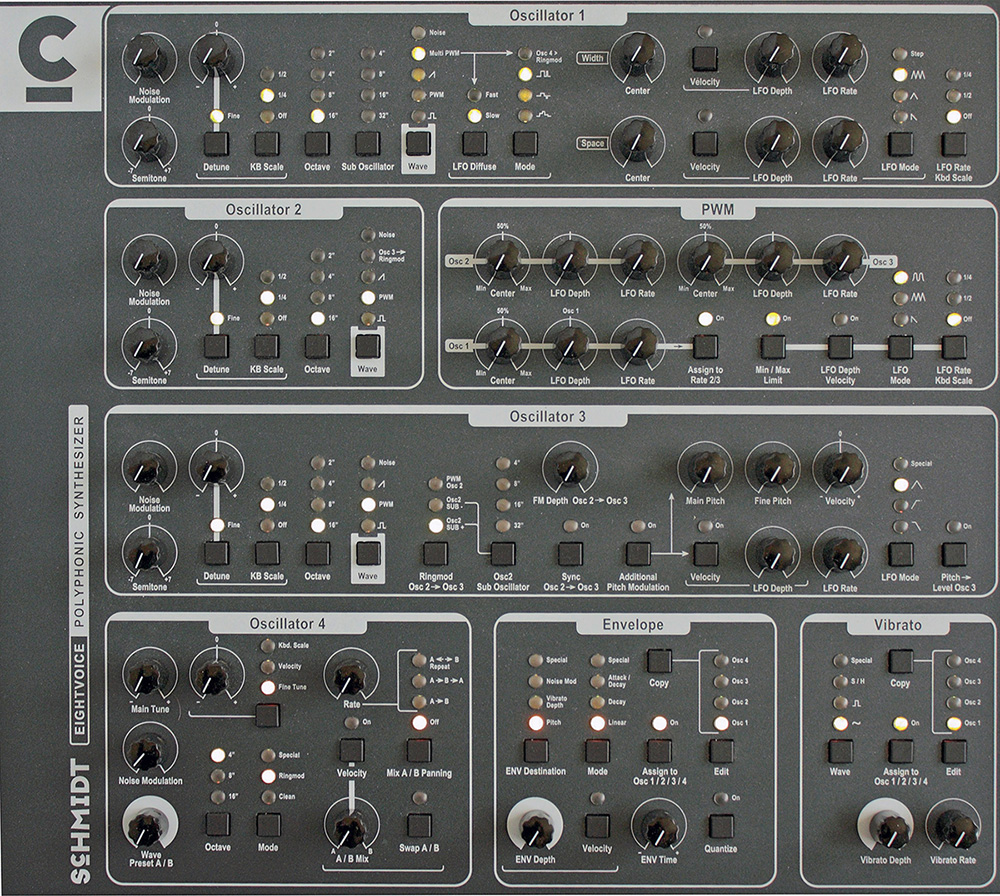 Oscillator 1
Noise
Modulation
0
-
+
Fine
Detune
1/2
1/4
Off
KB Scale
2"
4"
8"
16"
Octave
4"
8"
16"
32"
Sub Oscillator
Noise
Multi PWM
PWM
Wave
Fast
Slow
LFO Diffuse
Osc 4 >
Ringmod
Mode
Width
Center
Velocity
LFO Depth
LFO Rate
Step
LFO Mode
1/4
1/2
Off
LFO Rate
Kbd Scale
0
-7
+7
Semitone
Space
Center
Velocity
LFO Depth
LFO Rate
Oscillator 2
Noise
Modulation
0
-
+
Fine
Detune
1/2
1/4
Off
KB Scale
2"
4"
8"
16"
Octave
Noise
Osc 3
Ringmod
PWM
Wave
0
-7
+7
Semitone
PWM
Osc 2
50%
Min
Max
Center
LFO Depth
LFO Rate
50%
Min
Max
Center
LFO Depth
LFO Rate
Osc 3
Osc 1
50%
Min
Max
Center
Osc 1
LFO Depth
LFO Rate
On
Assign to
Rate 2/3
On
Min / Max
Limit
On
LFO Depth
Velocity
LFO
Mode
1/4
1/2
Off
LFO Rate
Kbd Scale
Oscillator 3
Noise
Modulation
0
-
+
Fine
Detune
1/2
1/4
Off
KB Scale
2"
4"
8"
16"
Octave
Noise
PWM
Wave
PWM
Osc 2
Osc2
SUB -
Osc2
SUB +
Ringmod
Osc 2 → Osc 3
4"
8"
16"
32"
Osc2
Sub Oscillator
FM Depth Osc 2 → Osc 3
On
Sync
Osc 2 → Osc 3
On
Additional
Pitch Modulation
Main Pitch
Fine Pitch
0
-
+
Velocity
On
Velocity
LFO Depth
LFO Rate
Special
LFO Mode
On
Pitch →
Level Osc 3
0
-7
+7
Semitone
Oscillator 4
Main Tune
0
-
+
Kbd. Scale
Velocity
Fine Tune
Rate
A ↔ B
Repeat
A → B → A
A → B
Off
Mix A / B Panning
On
Velocity
Noise Modulation
4"
8"
16"
Octave
Special
Ringmod
Clean
Mode
Wave
Preset A / B
A
B
A / B Mix
Swap A / B
Envelope
Special
Noise Mod
Vibrato
Depth
Pitch
ENV Destination
Special
Attack /
Decay
Decay
Linear
Mode
Copy
On
Assign to
Osc 1 / 2 / 3 / 4
Osc 4
Osc 3
Osc 2
Osc 1
Edit
ENV Depth
Velocity
-
+
ENV Time
On
Quantize
Vibrato
Special
S / H
Wave
Copy
On
Assign to
Osc 1 / 2 / 3 / 4
Osc 4
Osc 3
Osc 2
Osc 1
Edit
Vibrato Depth
Vibrato Rate
SCHMIDT
EIGHTVOICE POLYPHONIC SYNTHESIZER